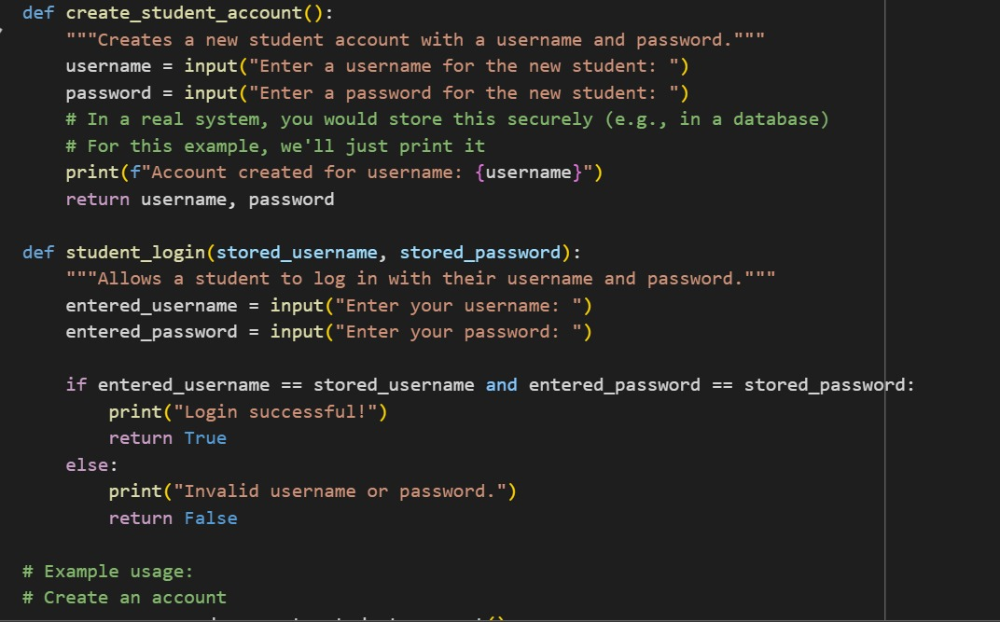 def create_student_account():
    """Creates a new student account with a username and password."""
    username = input("Enter a username for the new student: ")
    password = input("Enter a password for the new student: ")
    # In a real system, you would store this securely (e.g., in a database)
    # For this example, we'll just print it
    print(f"Account created for username: {username}")
    return username, password

def student_login(stored_username, stored_password):
    """Allows a student to log in with their username and password."""
    entered_username = input("Enter your username: ")
    entered_password = input("Enter your password: ")

    if entered_username == stored_username and entered_password == stored_password:
        print("Login successful!")
        return True
    else:
        print("Invalid username or password.")
        return False

# Example usage:
# Create an account